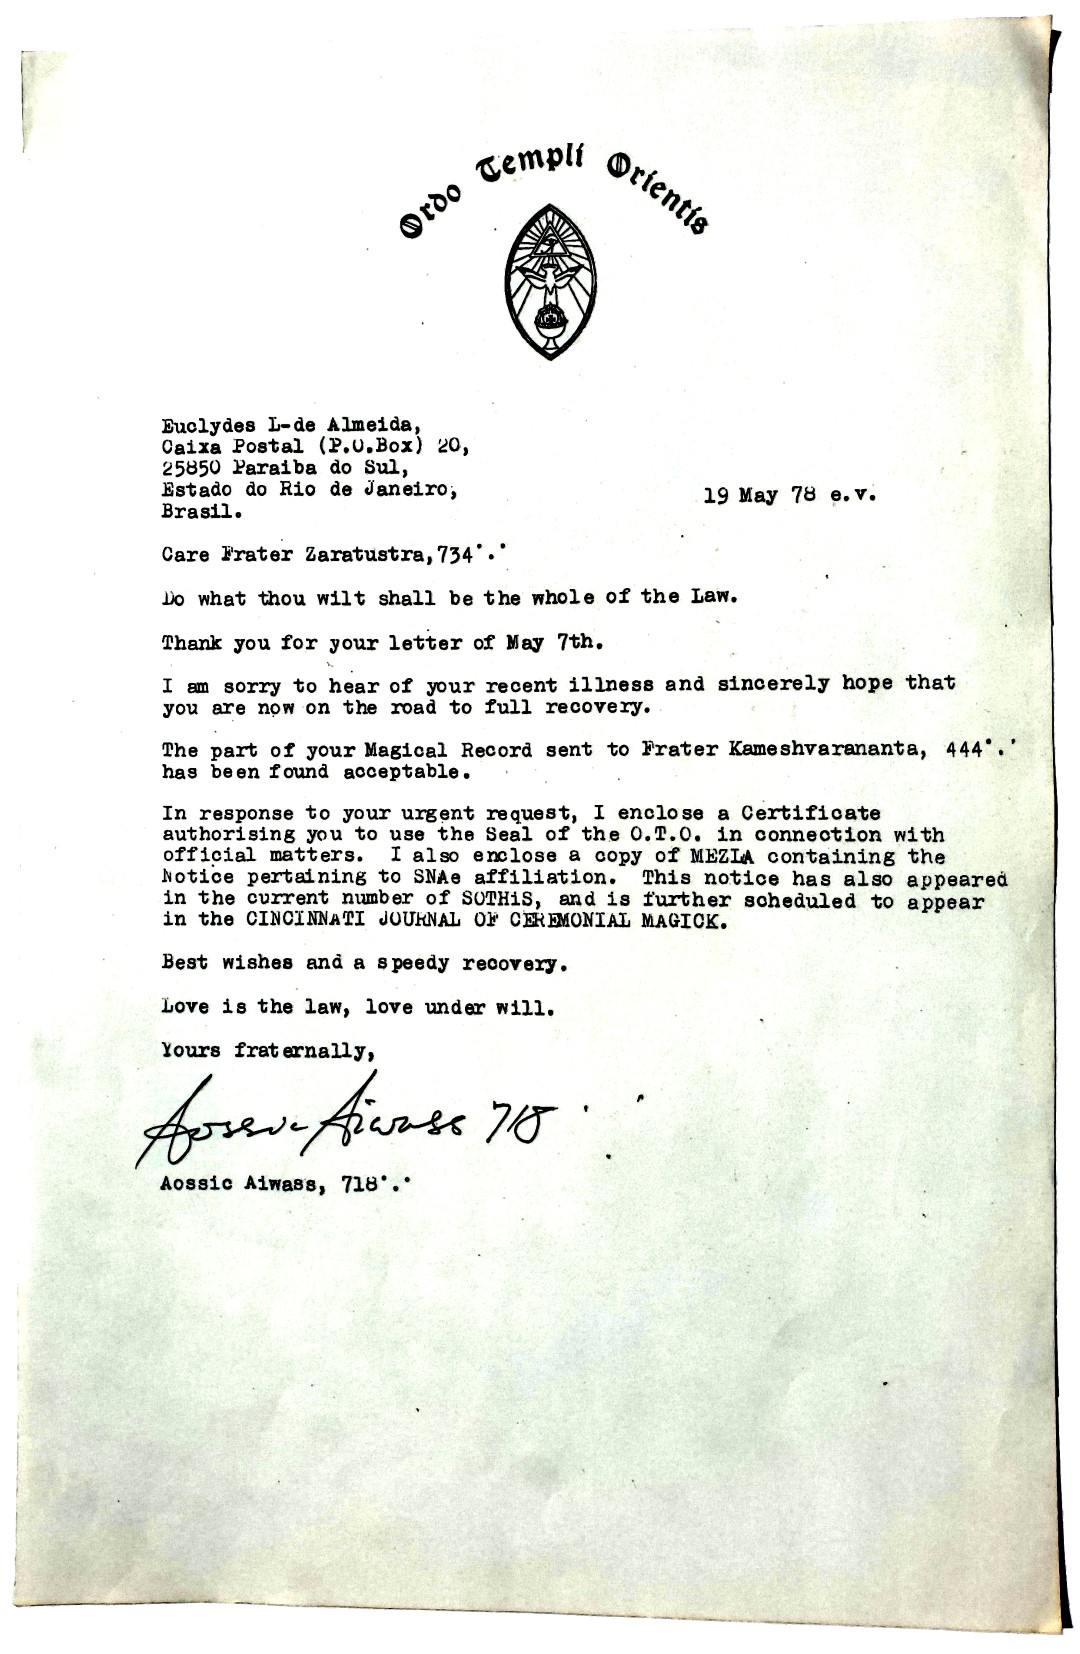 Ordo Templi Orientis
Euclydes L-de Almeida,
Caixa Postal (P.O.Box) 20,
25850 Paraiba do Sul,
Estado do Rio de Janeiro,
19 May 78 e.v.
Brasil.
Care Frater Zaratustra,734∵
Do what thou wilt shall be the whole of the Law.
Thank you for your letter of May 7th.
I am sorry to hear of your recent illness and sincerely hope that
you are now on the road to full recovery.
The part of your Magical Record sent to Frater Kameshvarananta, 444∵
has been found acceptable.
In response to your urgent request, I enclose a Certificate
authorising you to use the Seal of the O.T.O. in connection with
official matters. I also enclose a copy of MEZLA containing the
Notice pertaining to SNAe affiliation. This notice has also appeared
in the current number of SOTHiS, and is further scheduled to appear
in the CINCINNATI JOURNAL OF CEREMONIAL MAGICK.
Best wishes and a speedy recovery.
Love is the law, love under will.
Yours fraternally,
Aossic Aiwass 718
Aossic Aiwass, 718∵